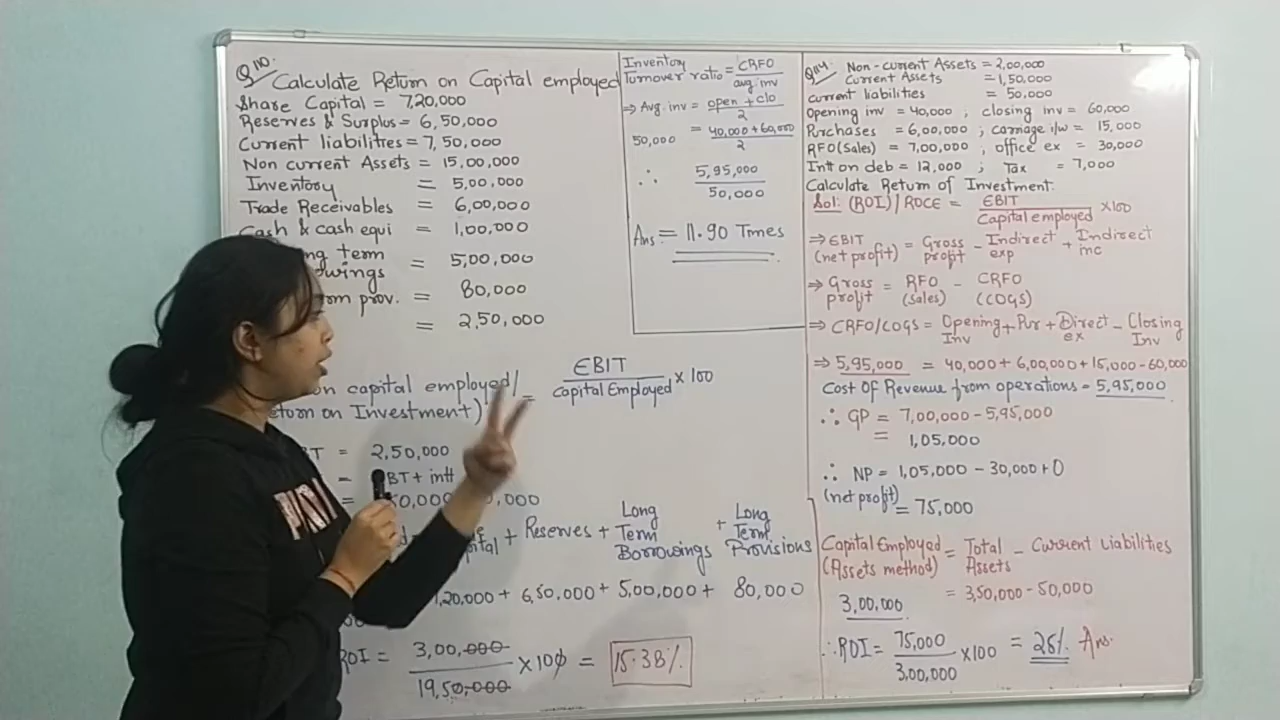 Q 110.
Calculate Return on Capital employed
Share Capital = 7,20,000
Reserves & Surplus = 6,50,000
Current liabilities = 7,50,000
Non current Assets = 15,00,000
Inventory = 5,00,000
Trade Receivables = 6,00,000
Cash & cash equi = 1,00,000
ng term
wings = 5,00,000
rm prov. = 80,000
= 2,50,000
on capital employed/
eturn on Investment) = EBIT / Capital Employed × 100
T = 2,50,000
= BT + intt
= 50,000 0,000
pital + Reserves + Long Term Borrowings + Long Term Provisions
,20,000 + 6,50,000 + 5,00,000 + 80,000
ROI = 3,00,000 / 19,50,000 × 100 = 15.38%
Inventory
Turnover ratio = CRFO / avg.inv
⇒ Avg.inv = open + clo / 2
50,000 = 40,000 + 60,000 / 2
∴ 5,95,000 / 50,000
Ans = 11.90 Times
Q114 Non-current Assets = 2,00,000
Current Assets = 1,50,000
Current liabilities = 50,000
Opening inv = 40,000 , closing inv = 60,000
Purchases = 6,00,000 , carriage i/w = 15,000
RFO (Sales) = 7,00,000 , office ex = 30,000
Intt on deb = 12,000 ; Tax = 7,000
Calculate Return of Investment.
Sol: (ROI) / ROCE = EBIT / Capital employed × 100
⇒ EBIT (net profit) = Gross profit - Indirect exp + Indirect inc
⇒ Gross profit = RFO (Sales) - CRFO (COGS)
⇒ CRFO/COGS = Opening Inv + Pur + Direct ex - Closing Inv
⇒ 5,95,000 = 40,000 + 6,00,000 + 15,000 - 60,000
Cost Of Revenue from operations = 5,95,000
∴ GP = 7,00,000 - 5,95,000
= 1,05,000
∴ NP = 1,05,000 - 30,000 + 0
(net profit) = 75,000
Capital Employed (Assets method) = Total Assets - Current Liabilities
3,00,000 = 3,50,000 - 50,000
∴ ROI = 75,000 / 3,00,000 × 100 = 25% Ans.